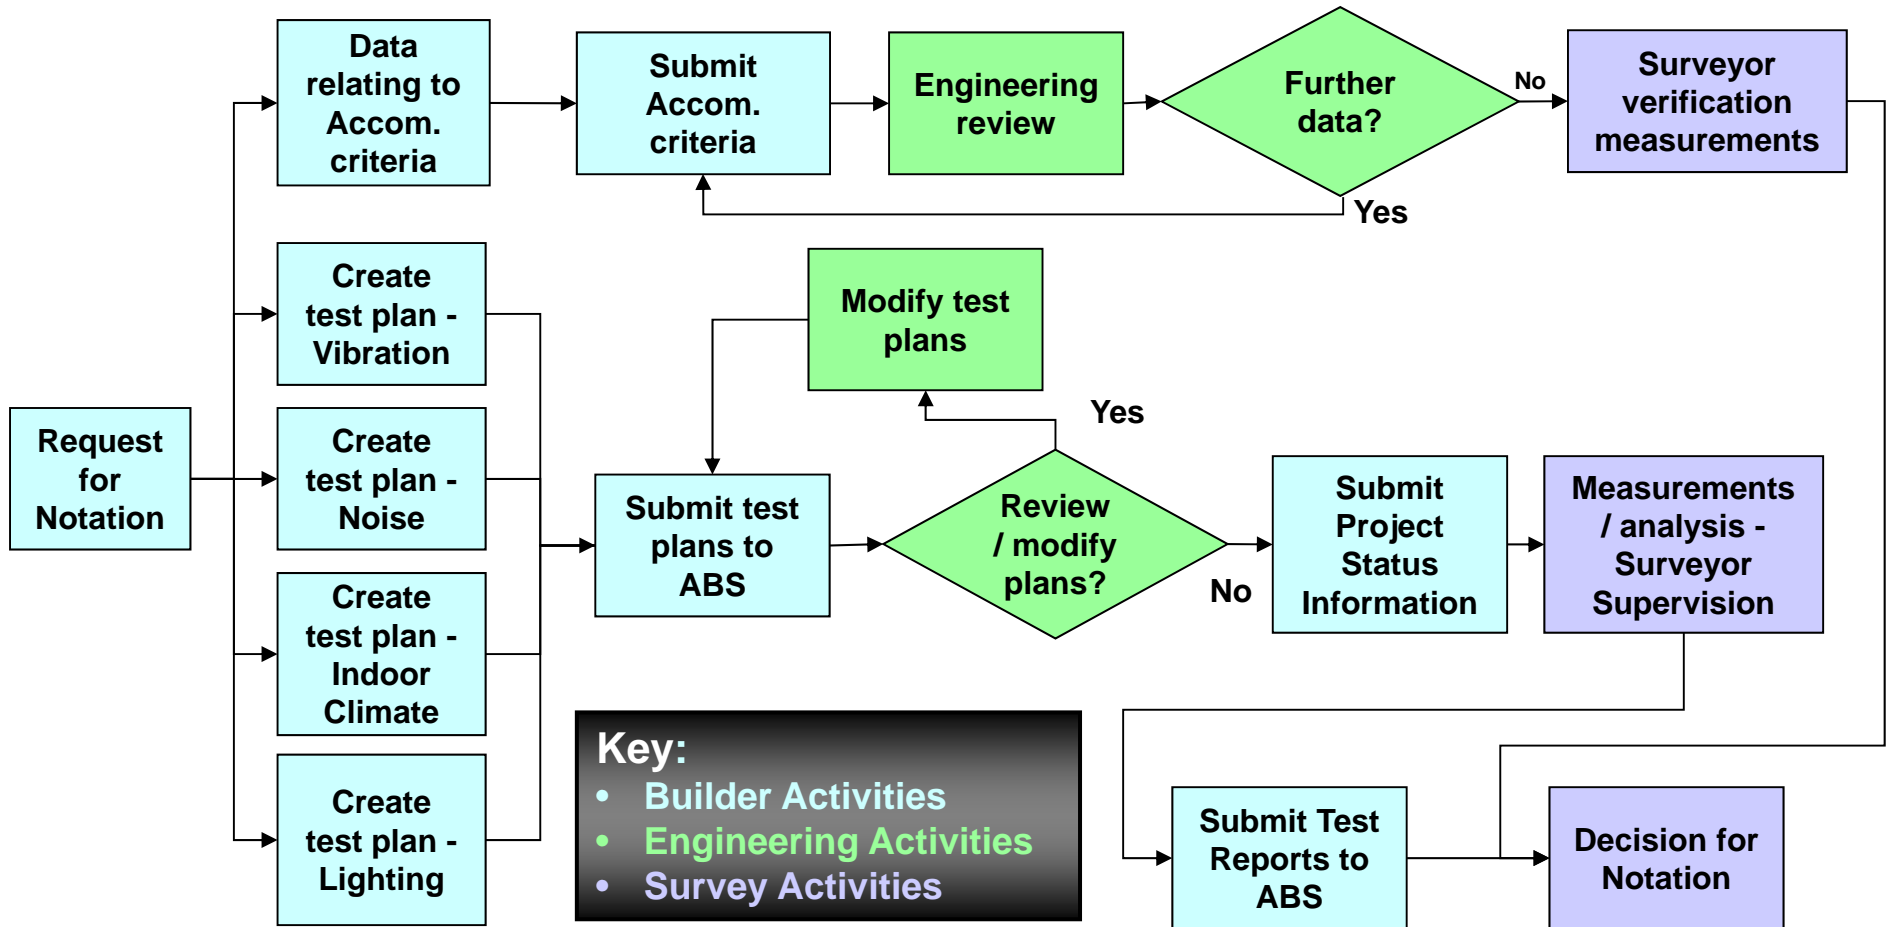 Data
relating to
Accom.
criteria
Submit
Accom.
criteria
Engineering
review
Further
data?
No
Surveyor
verification
measurements
Yes
Create
test plan -
Vibration
Modify test
plans
Yes
Request
for
Notation
Create
test plan -
Noise
Submit test
plans to
ABS
Review
/ modify
plans?
No
Submit
Project
Status
Information
Measurements
/ analysis -
Surveyor
Supervision
Create
test plan -
Indoor
Climate
Create
test plan -
Lighting
Key:
• Builder Activities
• Engineering Activities
• Survey Activities
Submit Test
Reports to
ABS
Decision for
Notation